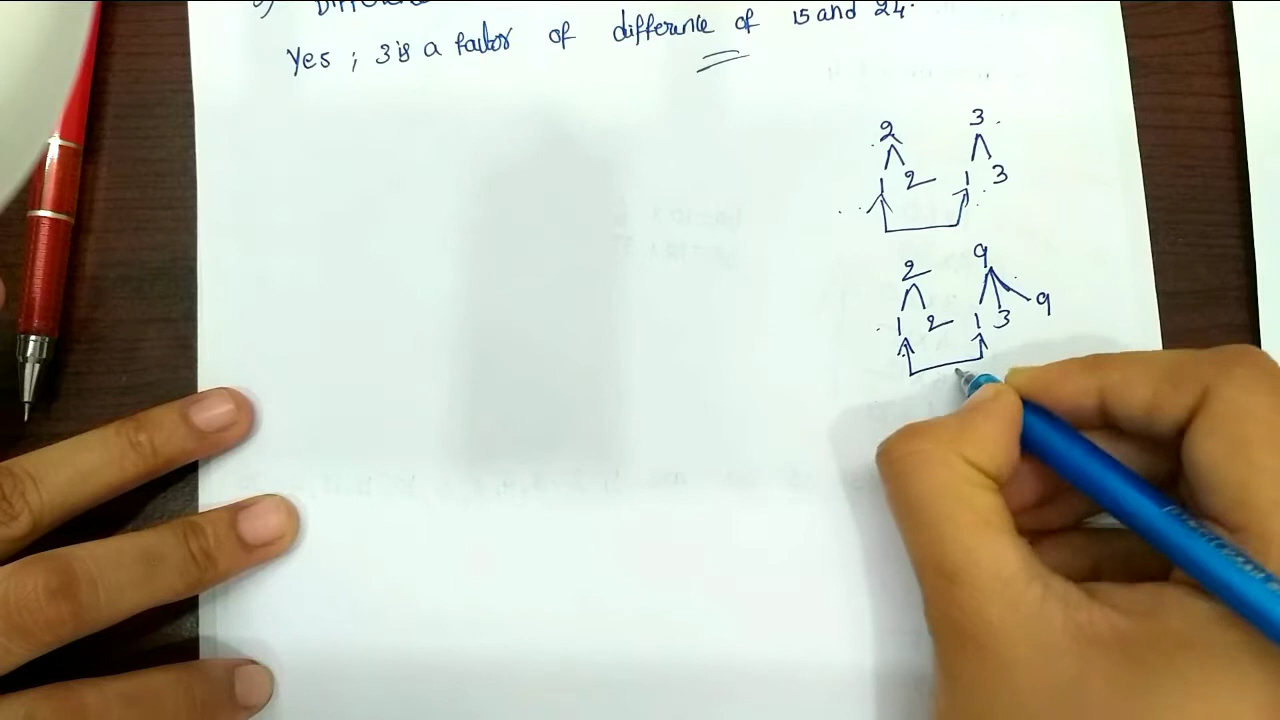 Yes ; 3 is a factor of difference of 15 and 24.
2 3
1 2 1 3
2 9
1 2 1 3 9